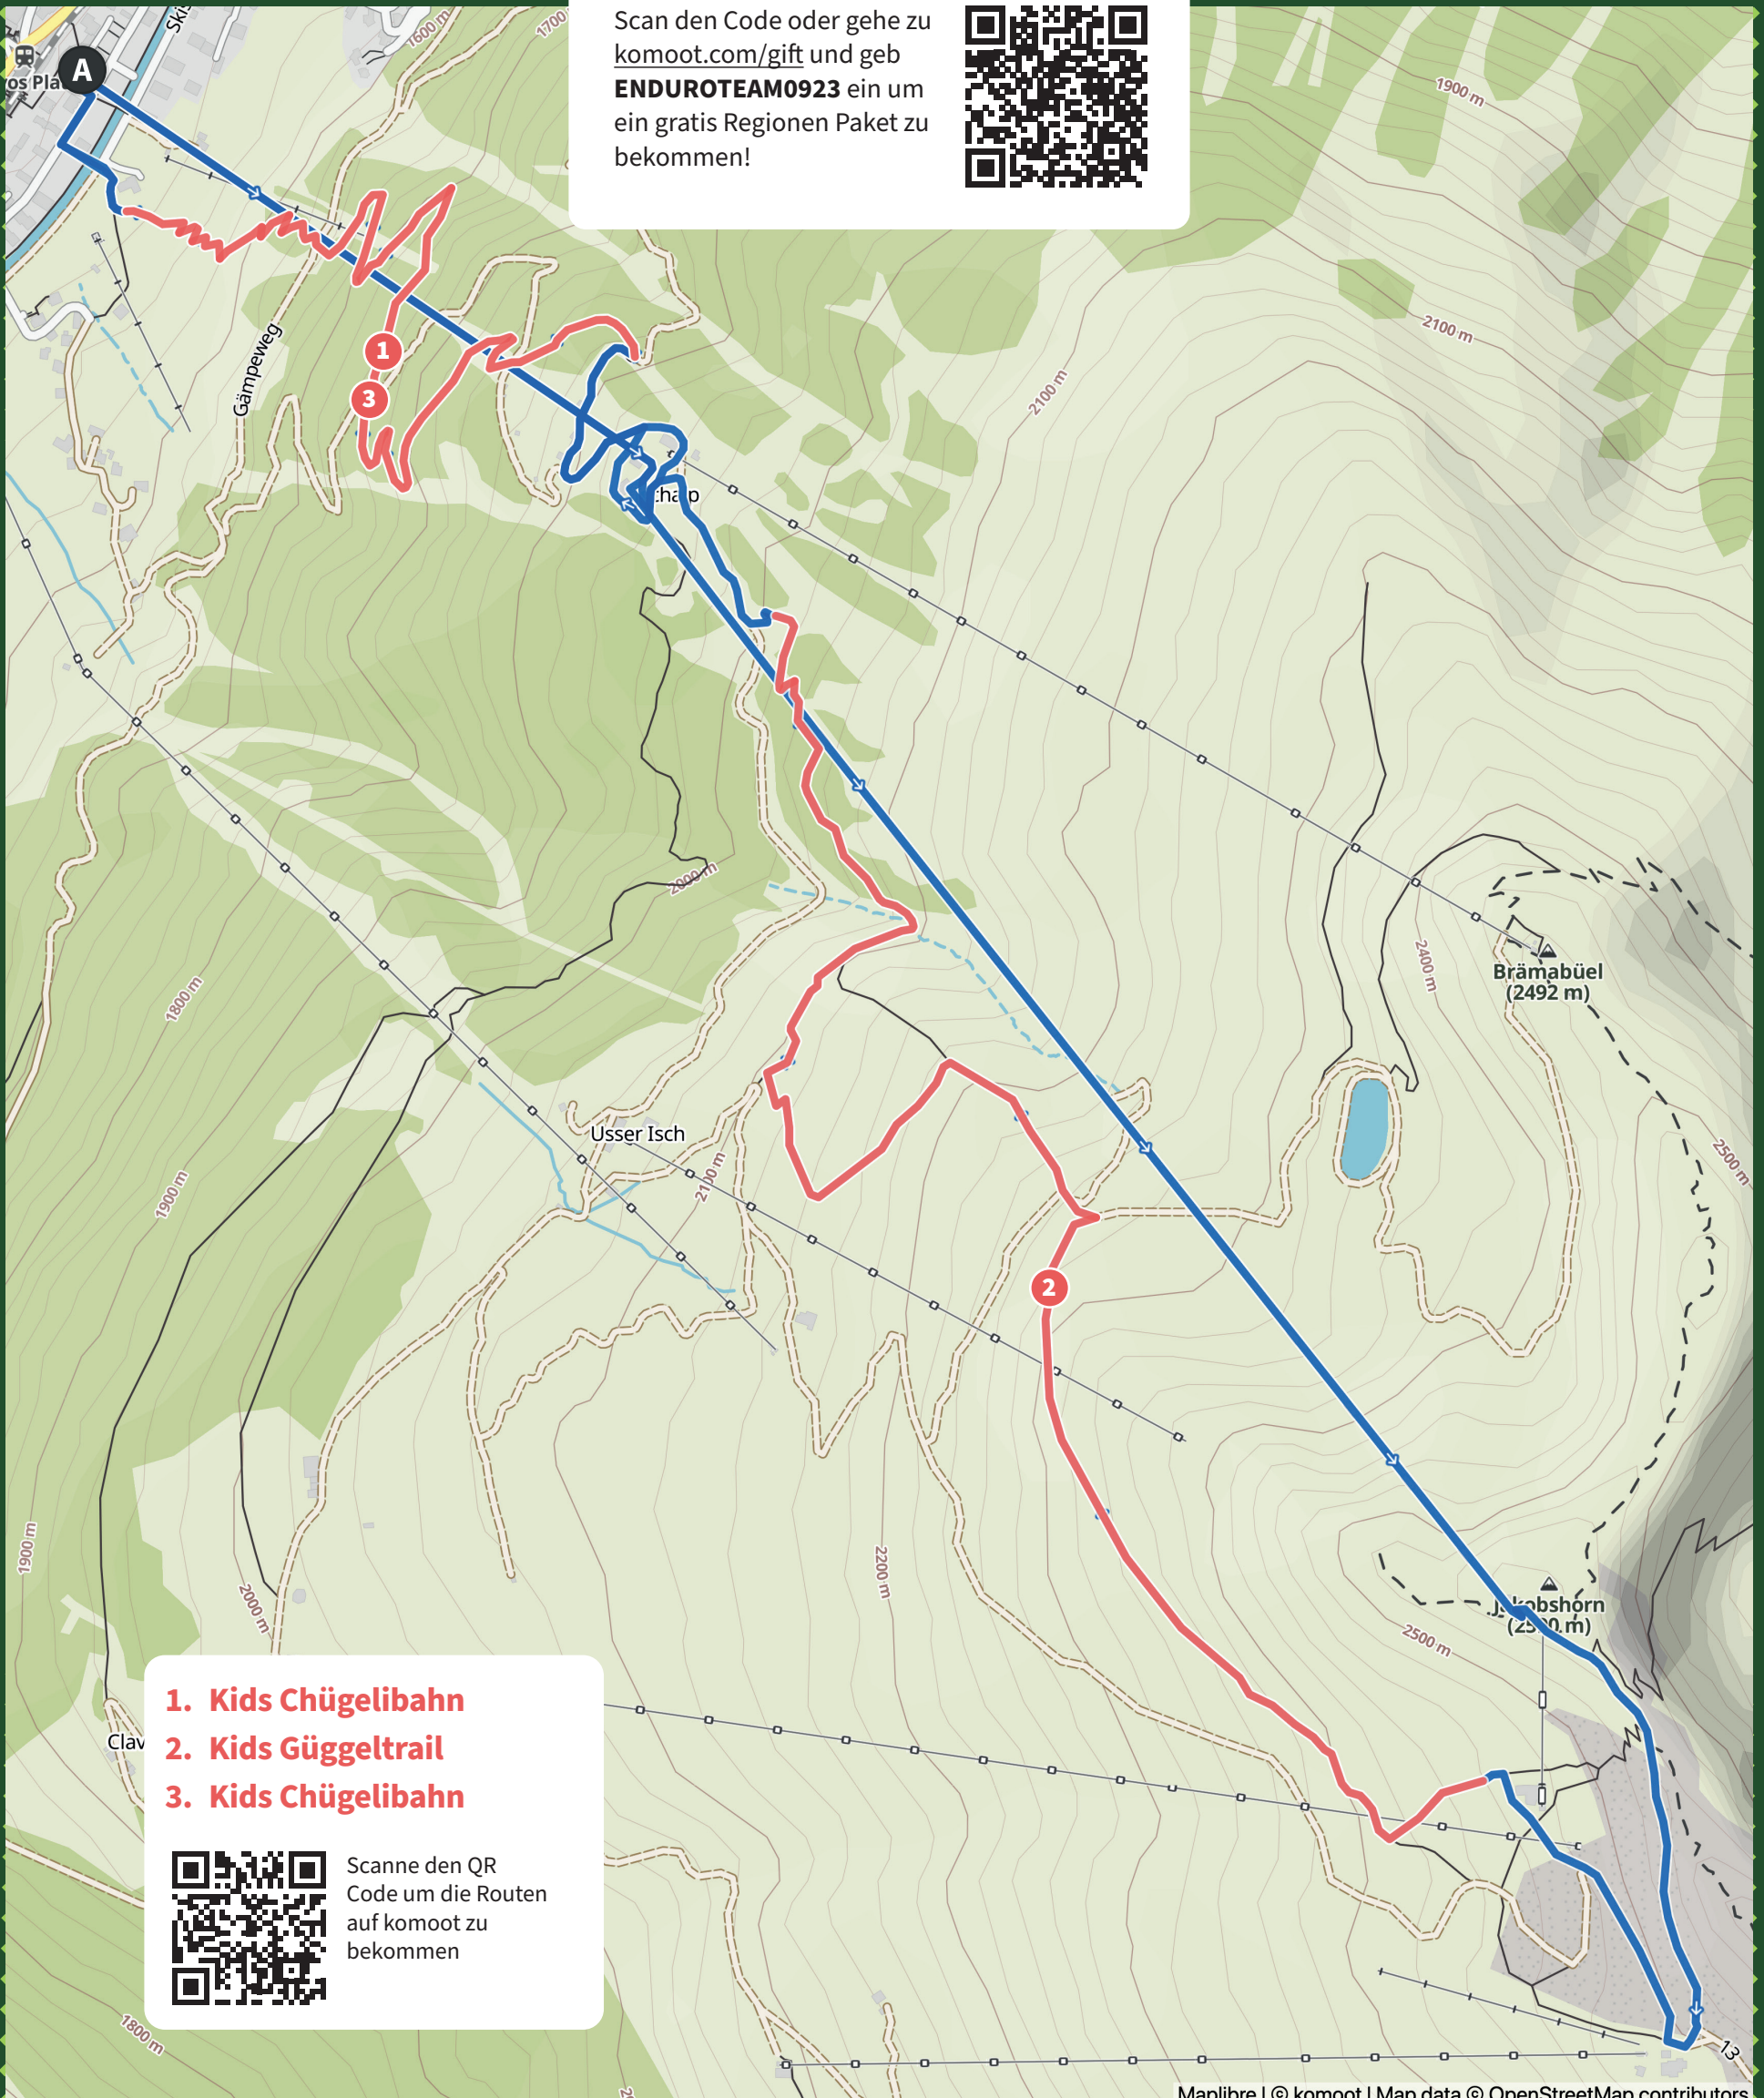 Scan den Code oder gehe zu
komoot.com/gift und geb
ENDUROTEAM0923 ein um
ein gratis Regionen Paket zu
bekommen!
A
1600 m
1700
1900 m
2100 m
2100 m
Gämpeweg
1
3
2000 m
1800 m
2400 m
Brämabüel
(2492 m)
Usser Isch
2100 m
1900 m
2500 m
2
1900 m
2200 m
2000 m
Jakobshorn
2500 m
1. Kids Chügelibahn
2. Kids Güggeltrail
3. Kids Chügelibahn
Clav
Scanne den QR
Code um die Routen
auf komoot zu
bekommen
1800 m
13
Maplibre | © komoot | Map data © OpenStreetMap contributors